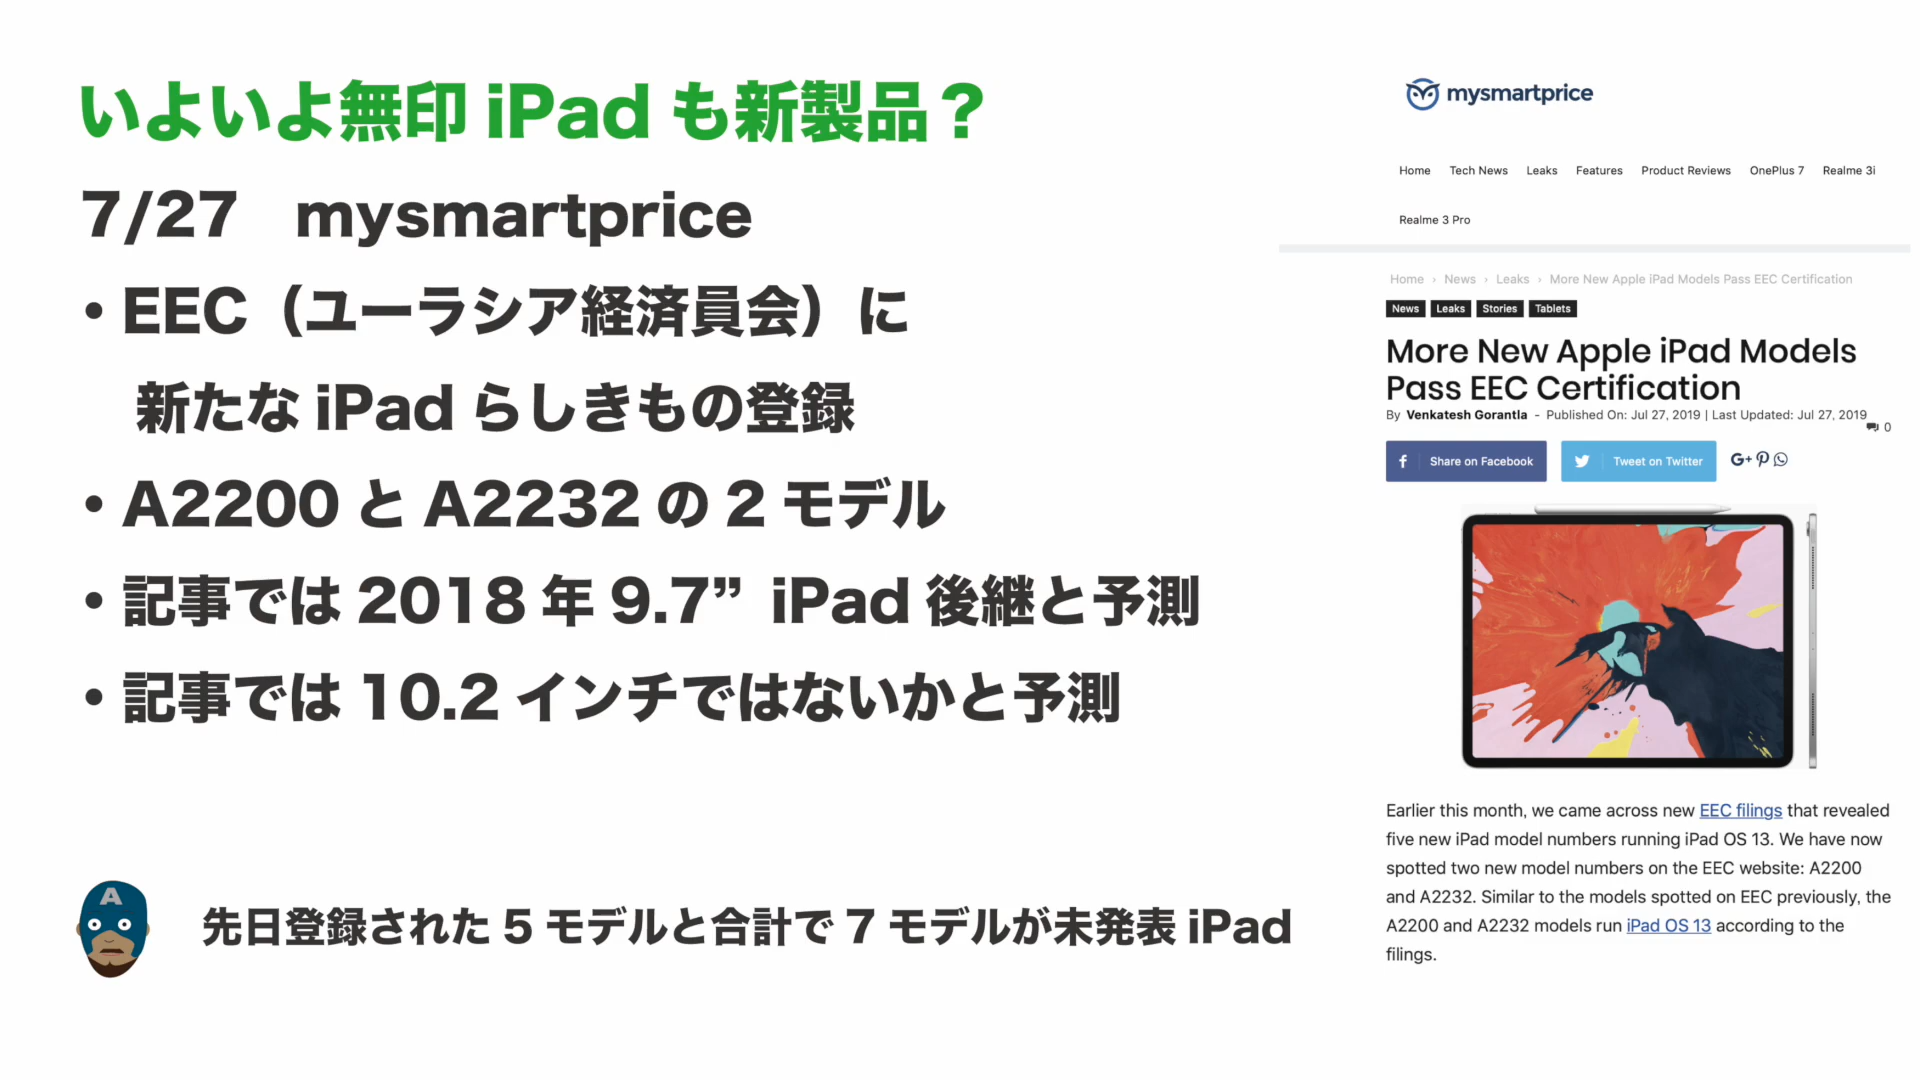 いよいよ無印 iPad も新製品？
7/27　mysmartprice
・EEC（ユーラシア経済員会）に
新たな iPad らしきもの登録
・A2200 と A2232 の 2 モデル
・記事では 2018 年 9.7” iPad 後継と予測
・記事では 10.2 インチではないかと予測
A
先日登録された 5 モデルと合計で 7 モデルが未発表 iPad
mysmartprice
Home Tech News Leaks Features Product Reviews OnePlus 7 Realme 3i
Realme 3 Pro
Home › News › Leaks › More New Apple iPad Models Pass EEC Certification
News Leaks Stories Tablets
More New Apple iPad Models
Pass EEC Certification
By Venkatesh Gorantla - Published On: Jul 27, 2019 | Last Updated: Jul 27, 2019
0
f Share on Facebook Tweet on Twitter G+
Earlier this month, we came across new EEC filings that revealed
five new iPad model numbers running iPad OS 13. We have now
spotted two new model numbers on the EEC website: A2200
and A2232. Similar to the models spotted on EEC previously, the
A2200 and A2232 models run iPad OS 13 according to the
filings.